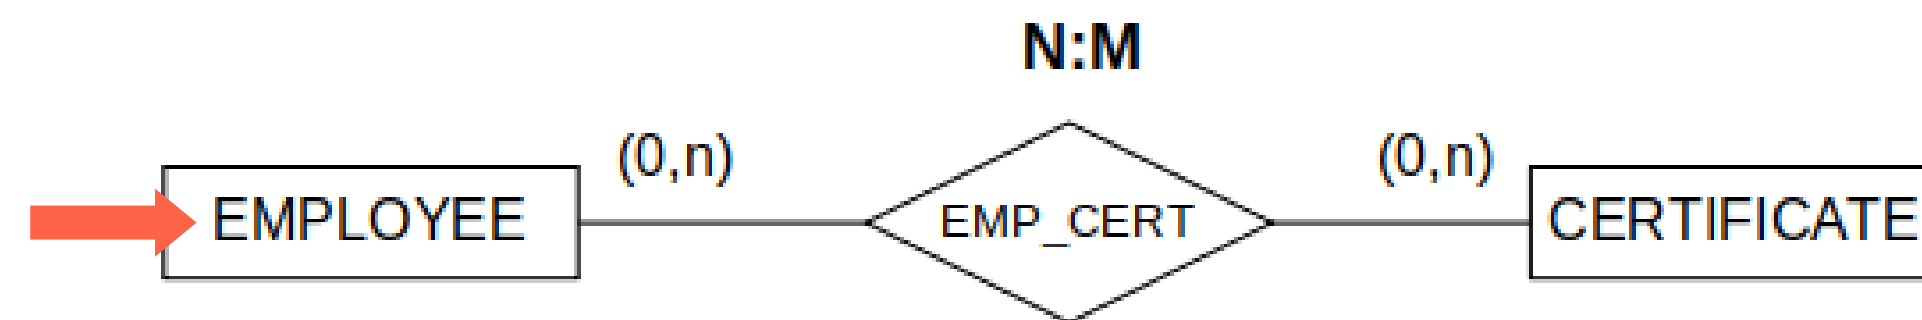 N:M
(0,n) (0,n)
EMPLOYEE EMP_CERT CERTIFICATE